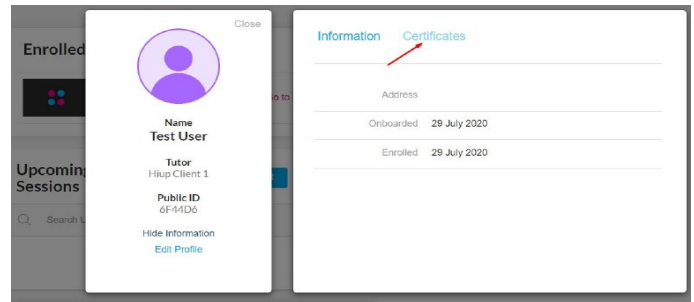 Enrolled
Close
Name
Test User
Tutor
Hiup Client 1
Public ID
6F44D6
Hide Information
Edit Profile
Upcoming
Sessions
Search
Information Certificates
Address
Onboarded 29 July 2020
Enrolled 29 July 2020